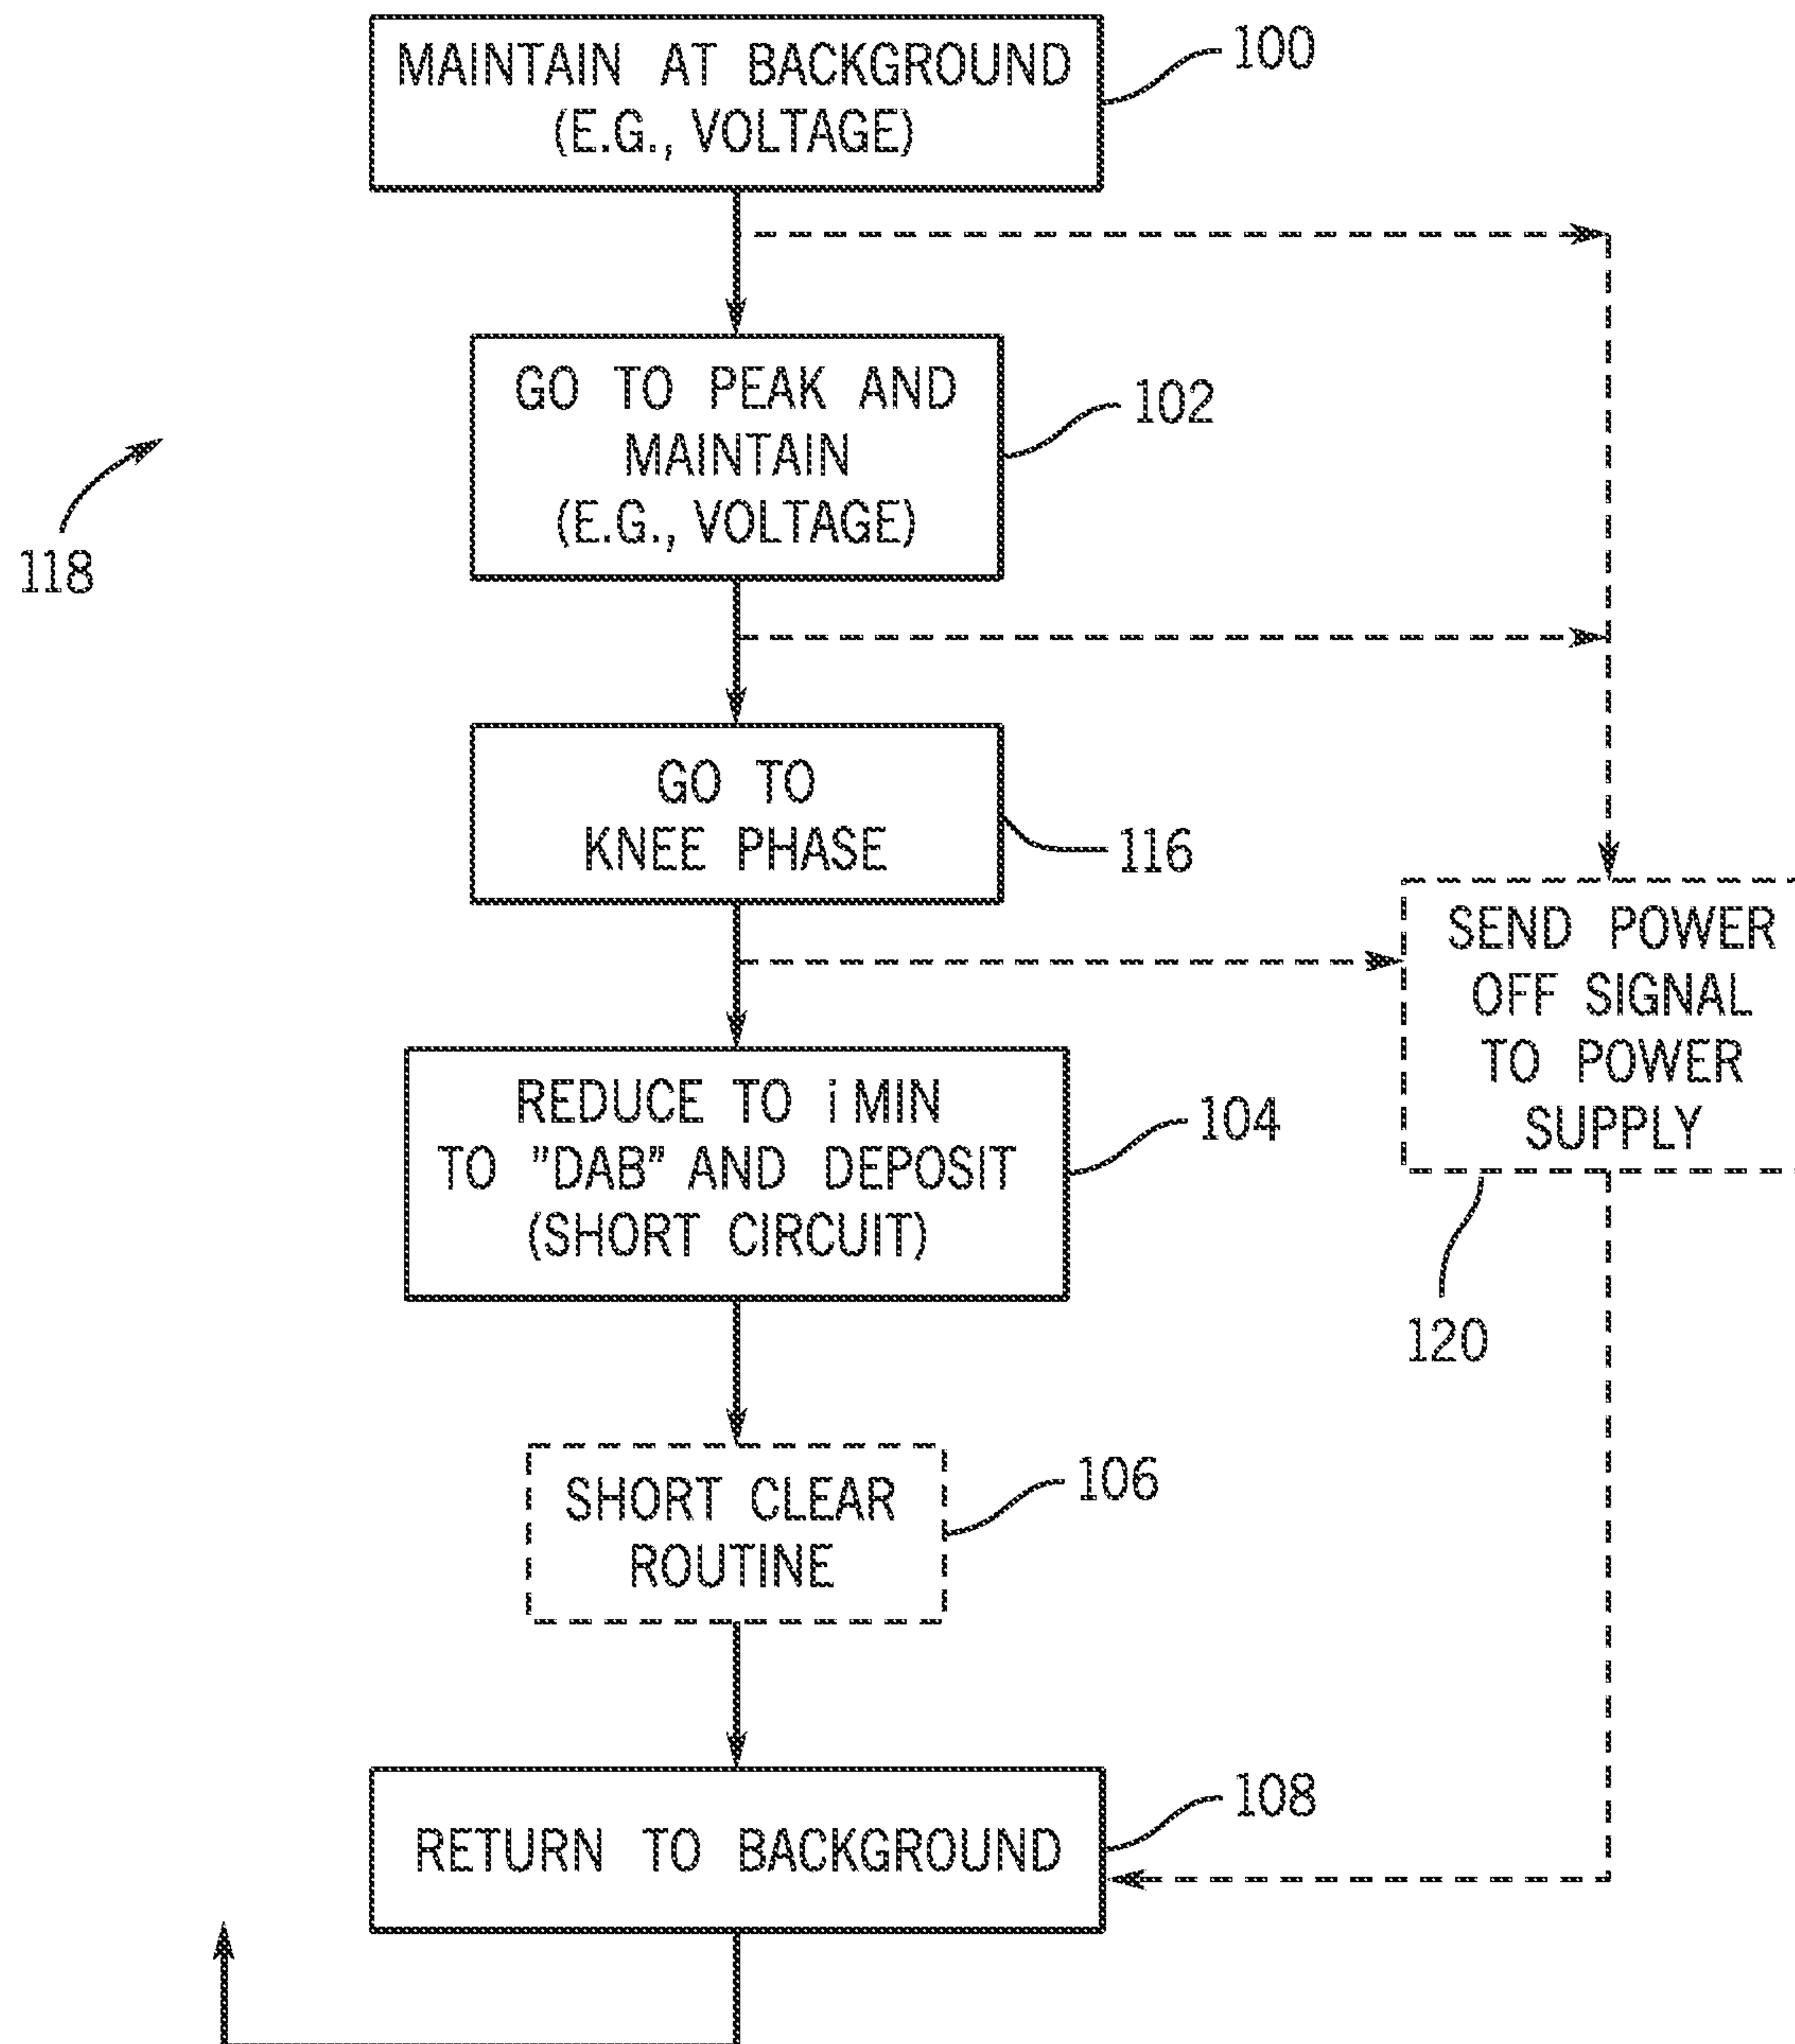 MAINTAIN AT BACKGROUND
(E.G., VOLTAGE)
100
GO TO PEAK AND
MAINTAIN
(E.G., VOLTAGE)
102
118
GO TO
KNEE PHASE
116
SEND POWER
OFF SIGNAL
TO POWER
SUPPLY
120
REDUCE TO i MIN
TO ”DAB” AND DEPOSIT
(SHORT CIRCUIT)
104
SHORT CLEAR
ROUTINE
106
RETURN TO BACKGROUND
108